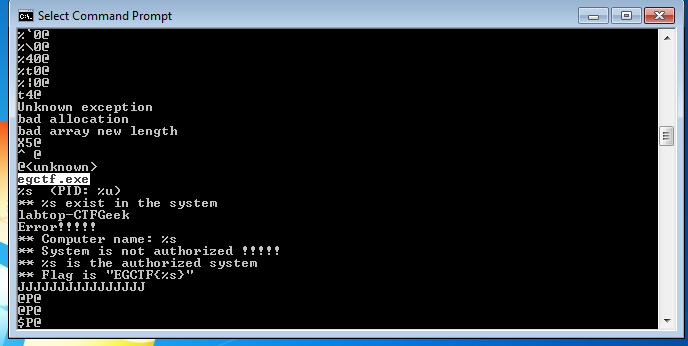 Select Command Prompt
%`0@
%\0@
%40@
%t0@
%¦0@
t4@
Unknown exception
bad allocation
bad array new length
X5@
^ @
@<unknown>
egctf.exe
%s  (PID: %u)
** %s exist in the system
labtop-CTFGeek
Error!!!!!
** Computer name: %s
** System is not authorized !!!!!
** %s is the authorized system
** Flag is "EGCTF{%s}"
JJJJJJJJJJJJJJJJ
@P@
@P@
$P@